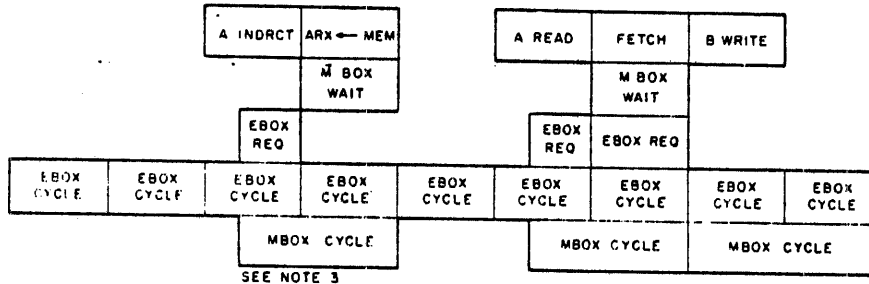 A INDRCT ARX ← MEM A READ FETCH B WRITE
M BOX M BOX
WAIT WAIT
EBOX EBOX EBOX REQ
REQ REQ
EBOX EBOX EBOX EBOX EBOX EBOX EBOX EBOX EBOX
CYCLE CYCLE CYCLE CYCLE CYCLE CYCLE CYCLE CYCLE CYCLE
MBOX CYCLE MBOX CYCLE MBOX CYCLE
SEE NOTE 3